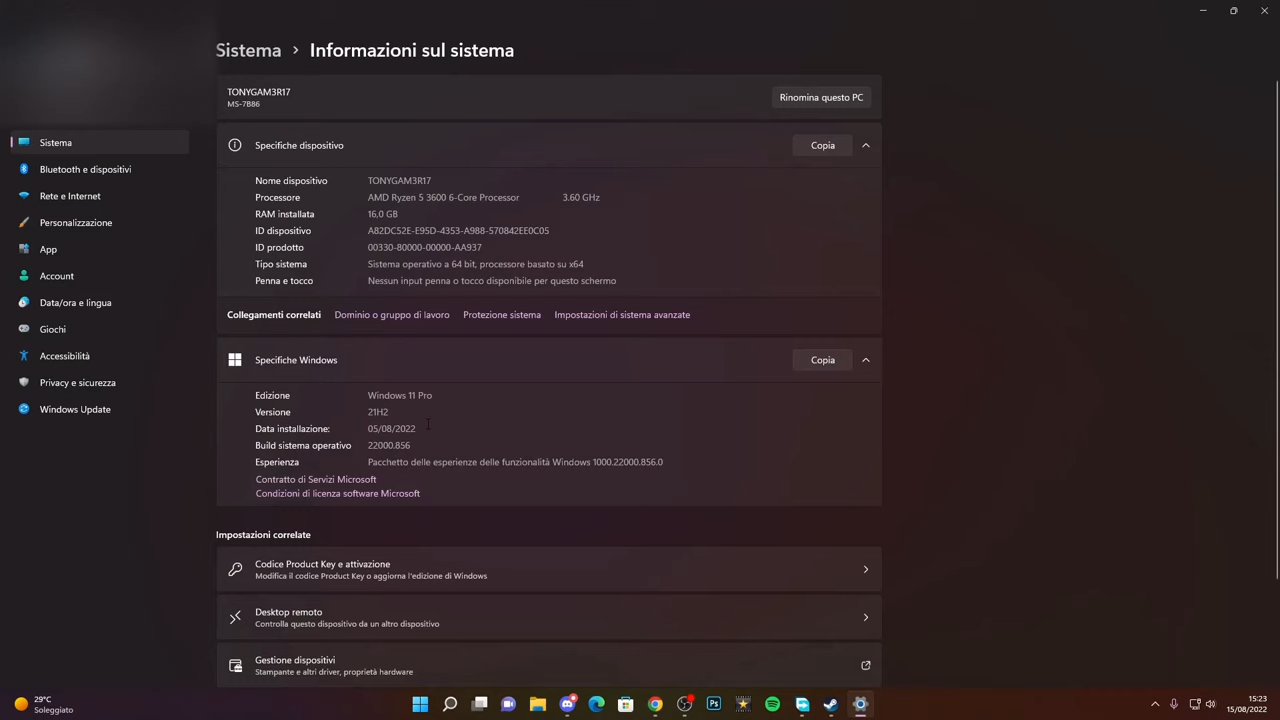 Sistema > Informazioni sul sistema
TONYGAM3R17
MS-7B86
Rinomina questo PC
Specifiche dispositivo
Copia
Nome dispositivo TONYGAM3R17
Processore AMD Ryzen 5 3600 6-Core Processor 3.60 GHz
RAM installata 16,0 GB
ID dispositivo A82DC52E-E95D-4353-A988-570842EE0C05
ID prodotto 00330-80000-00000-AA937
Tipo sistema Sistema operativo a 64 bit, processore basato su x64
Penna e tocco Nessun input penna o tocco disponibile per questo schermo
Collegamenti correlati Dominio o gruppo di lavoro Protezione sistema Impostazioni di sistema avanzate
Specifiche Windows
Copia
Edizione Windows 11 Pro
Versione 21H2
Data installazione: 05/08/2022
Build sistema operativo 22000.856
Esperienza Pacchetto delle esperienze delle funzionalità Windows 1000.22000.856.0
Contratto di Servizi Microsoft
Condizioni di licenza software Microsoft
Impostazioni correlate
Codice Product Key e attivazione
Modifica il codice Product Key o aggiorna l'edizione di Windows
Desktop remoto
Controlla questo dispositivo da un altro dispositivo
Gestione dispositivi
Stampante e altri driver, proprietà hardware
Sistema
Bluetooth e dispositivi
Rete e Internet
Personalizzazione
App
Account
Data/ora e lingua
Giochi
Accessibilità
Privacy e sicurezza
Windows Update
29°C
Soleggiato
Ps
15:23
15/08/2022